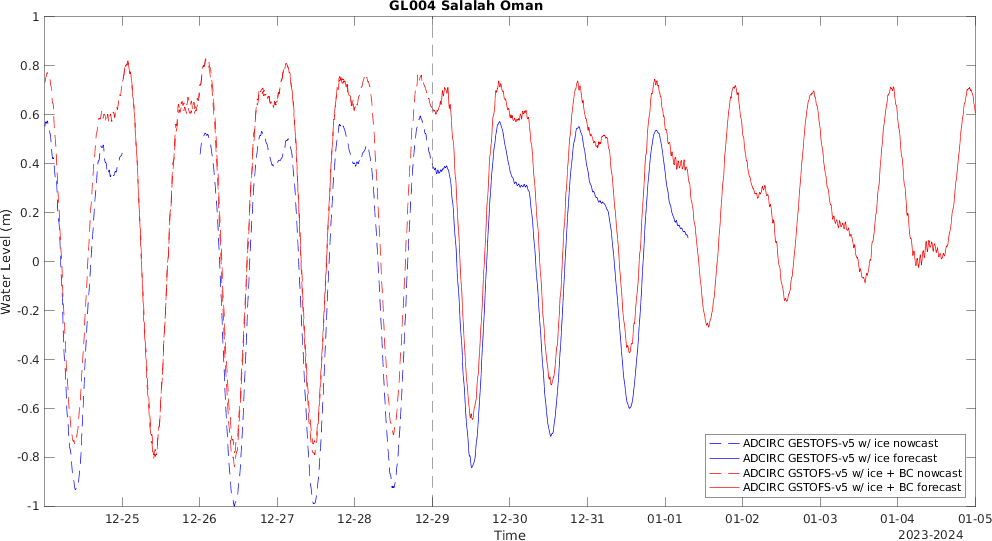 GL004 Salalah Oman
1
0.8
0.6
0.4
0.2
0
-0.2
-0.4
-0.6
-0.8
-1
Water Level (m)
ADCIRC GESTOFS-v5 w/ ice nowcast
ADCIRC GESTOFS-v5 w/ ice forecast
ADCIRC GSTOFS-v5 w/ ice + BC nowcast
ADCIRC GSTOFS-v5 w/ ice + BC forecast
12-25 12-26 12-27 12-28 12-29 12-30 12-31 01-01 01-02 01-03 01-04 01-05
Time
2023-2024